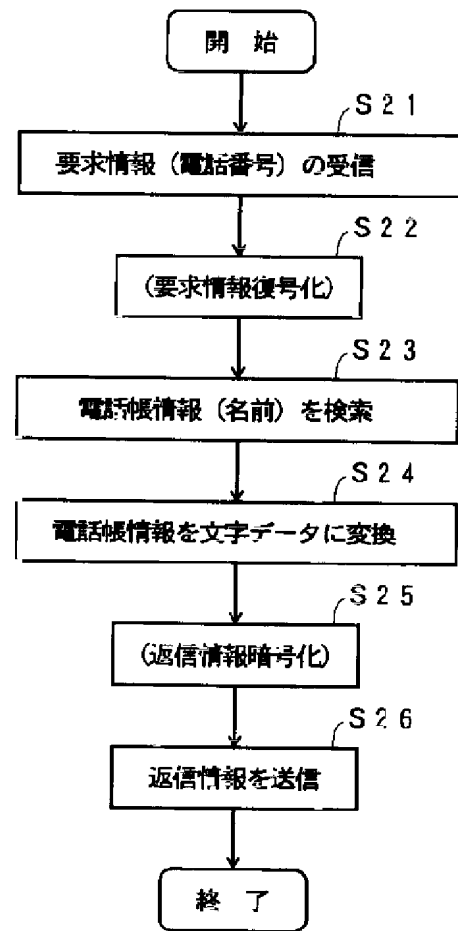 開　始
S21
要求情報（電話番号）の受信
S22
（要求情報復号化）
S23
電話帳情報（名前）を検索
S24
電話帳情報を文字データに変換
S25
（返信情報暗号化）
S26
返信情報を送信
終　了